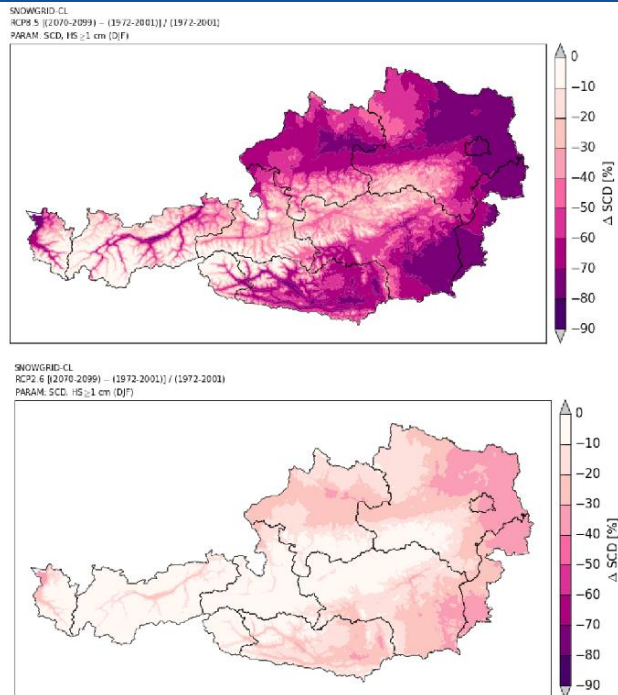 SNOWGRID-CL
RCP8.5 [(2070-2099) − (1972-2001)] / (1972-2001)
PARAM: SCD, HS≥1 cm (DJF)
0
−10
−20
−30
−40
−50
−60
−70
−80
−90
Δ SCD [%]
SNOWGRID-CL
RCP2.6 [(2070-2099) − (1972-2001)] / (1972-2001)
PARAM: SCD, HS≥1 cm (DJF)
0
−10
−20
−30
−40
−50
−60
−70
−80
−90
Δ SCD [%]